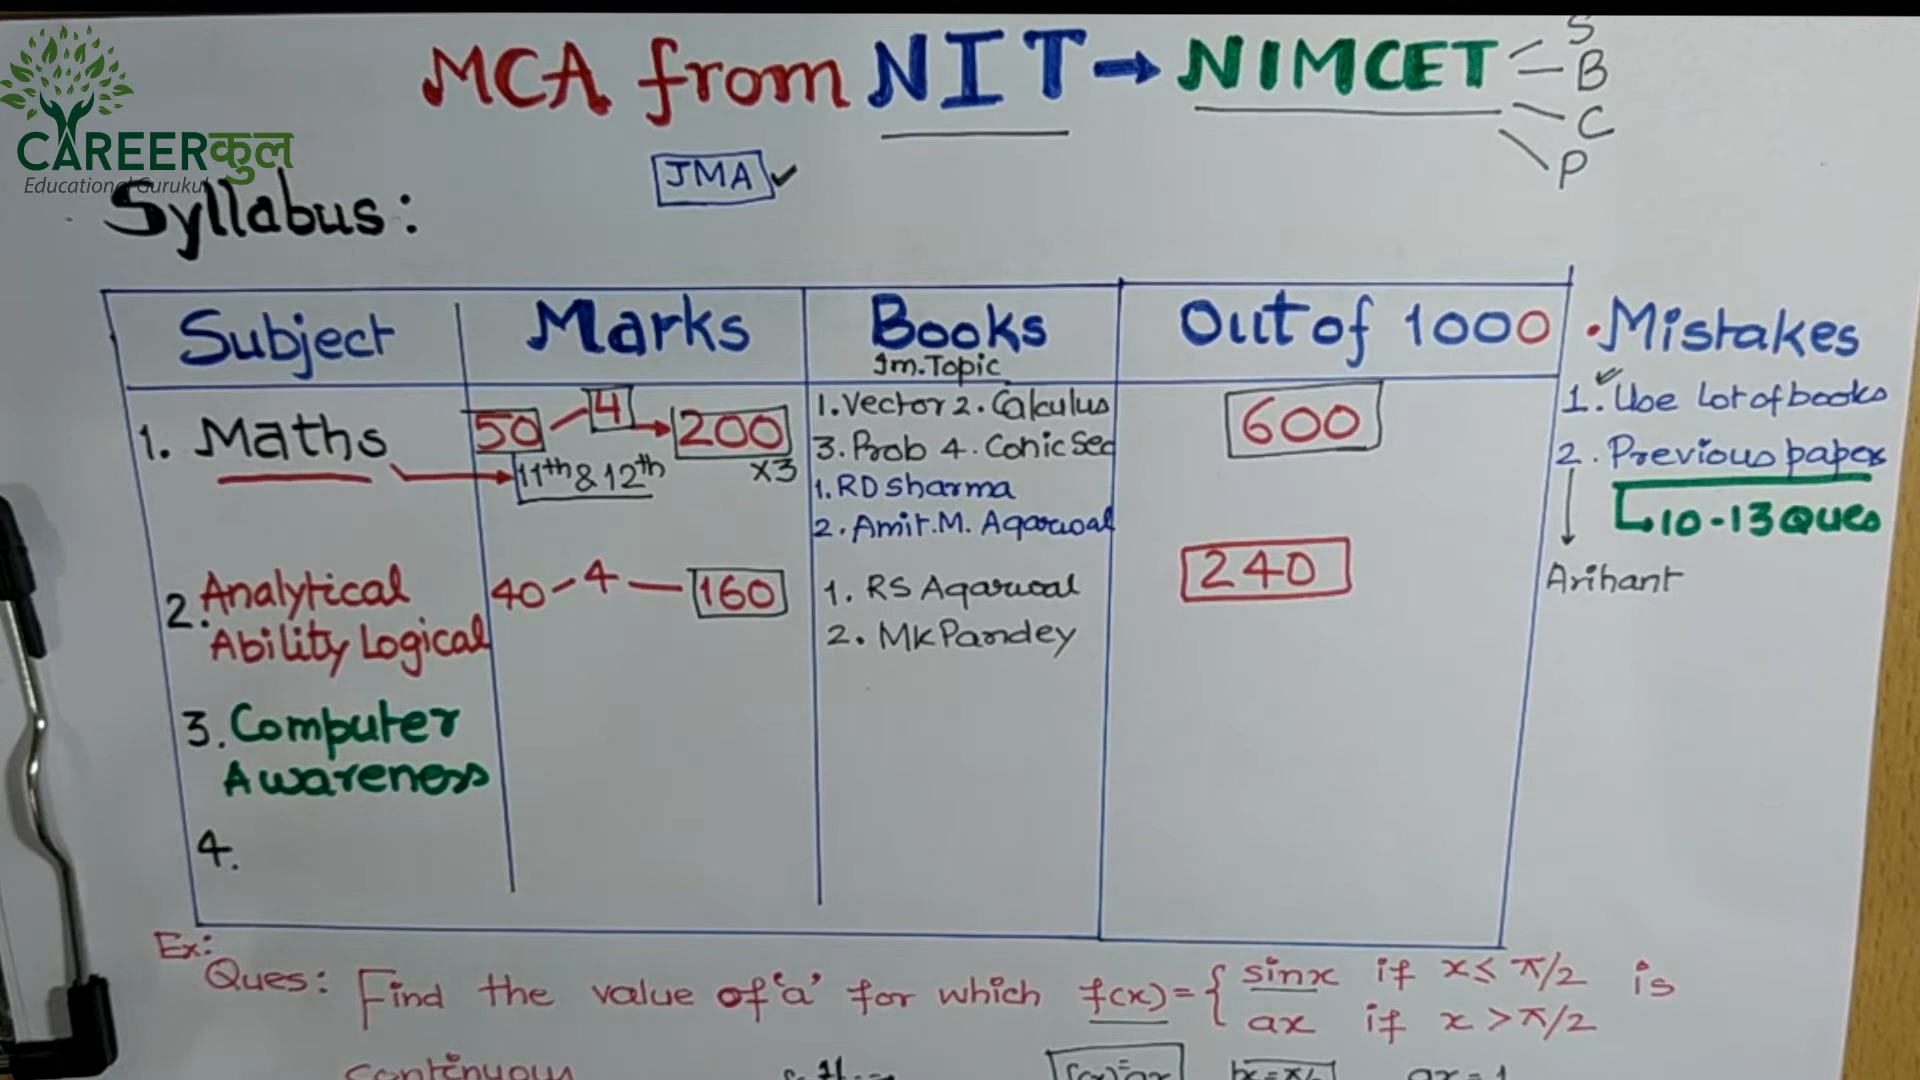 MCA from NIT → NIMCET
S
B
C
P
CAREERकुल
Educational Gurukul
JMA ✓
Syllabus:
Subject
Marks
Books
Im.Topic
Out of 1000
•Mistakes
1. Maths
50 - 4 → 200
11th & 12th
x3
1.Vector 2. Calculus
3. Prob 4. Conic Sec
1.RD Sharma
2. Amit.M. Agarwal
600
1. Use Lot of books
2. Previous papers
10-13 Ques
Arihant
2. Analytical
Ability Logical
40 - 4 — 160
1. RS Agarwal
2. MK Pandey
240
3. Computer
Awareness
4.
Ex:
Ques: Find the value of 'a' for which f(x) = { sinx if x ≤ π/2 is
ax if x > π/2
continuous
ax = 1